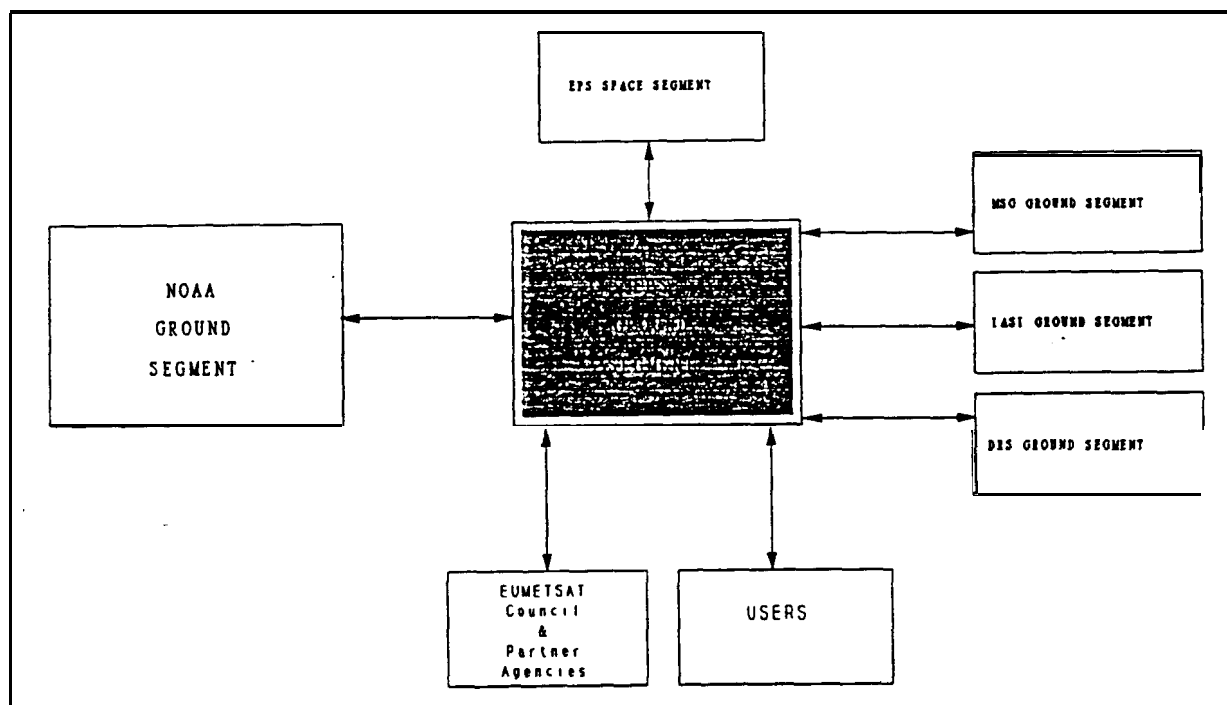 EPS SPACE SEGMENT
MSG GROUND SEGMENT
NOAA
GROUND
SEGMENT
IASI GROUND SEGMENT
DRS GROUND SEGMENT
EUMETSAT
Council
&
Partner
Agencies
USERS